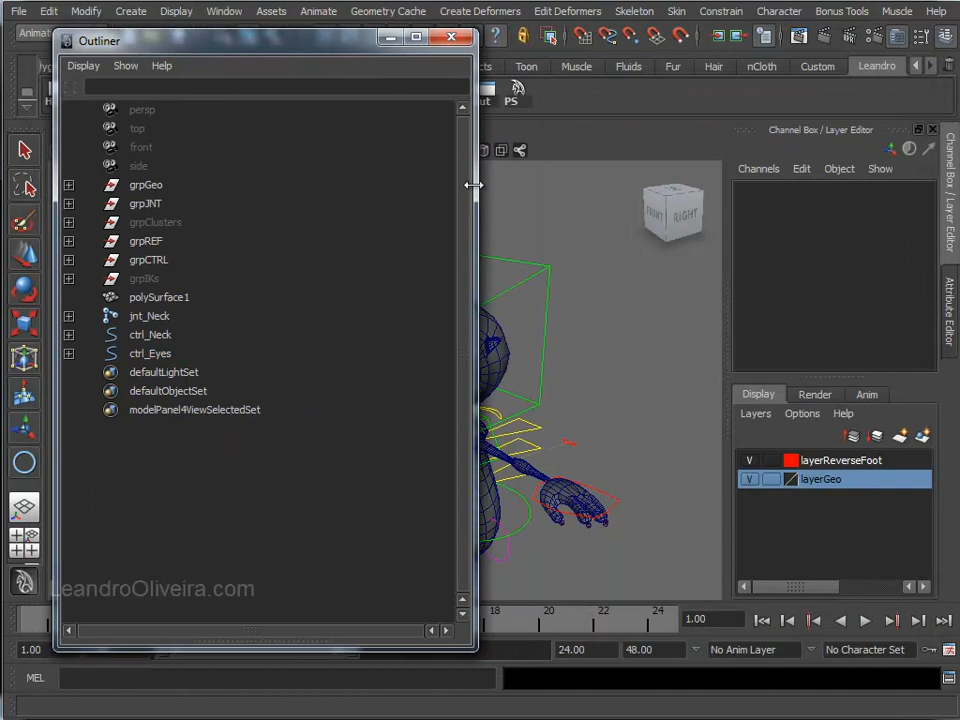 File Edit Modify Create Display Window Assets Animate Geometry Cache Create Deformers Edit Deformers Skeleton Skin Constrain Character Bonus Tools Muscle Help
Outliner
Toon Muscle Fluids Fur Hair nCloth Custom Leandro
Display Show Help
PS
persp
top
front
side
grpGeo
grpJNT
grpClusters
grpREF
grpCTRL
grpIKs
polySurface1
jnt_Neck
ctrl_Neck
ctrl_Eyes
defaultLightSet
defaultObjectSet
modelPanel4ViewSelectedSet
FRONT RIGHT
Channel Box / Layer Editor
Channels Edit Object Show
Channel Box / Layer Editor
Attribute Editor
Display Render Anim
Layers Options Help
V layerReverseFoot
V layerGeo
LeandroOliveira.com
18 20 22 24 1.00
1.00 24.00 48.00 No Anim Layer No Character Set
MEL